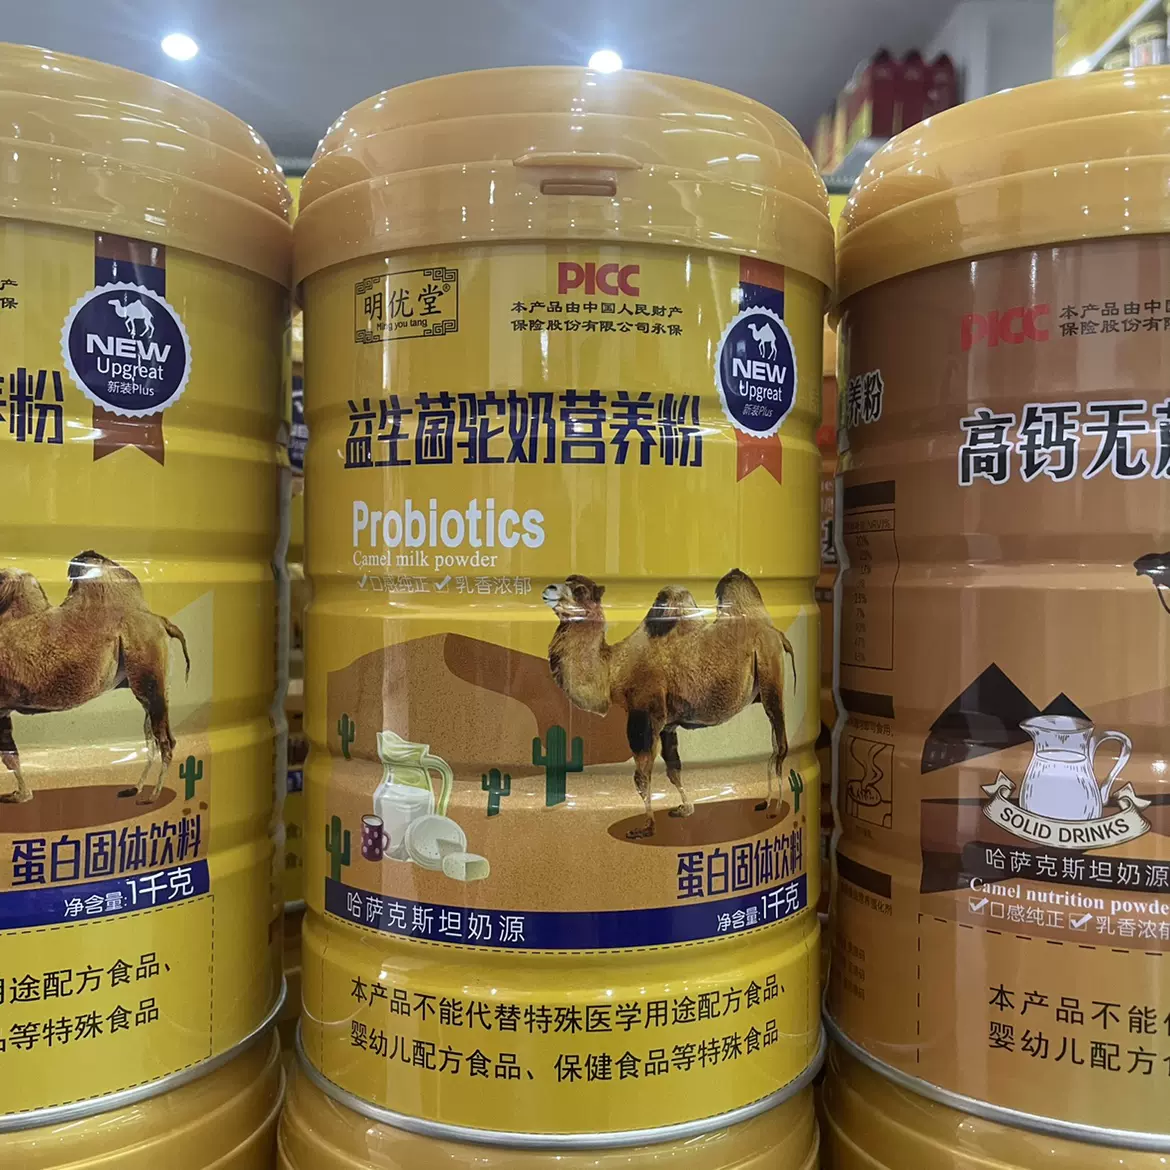 产
保
NEW
Upgreat
新装Plus
养粉
蛋白固体饮料
净含量:1千克
用途配方食品、
品等特殊食品
明优堂®
Ming you tang
PICC
本产品由中国人民财产
保险股份有限公司承保
NEW
Upgreat
新装Plus
益生菌驼奶营养粉
Probiotics
Camel milk powder
✓口感纯正 ✓乳香浓郁
蛋白固体饮料
哈萨克斯坦奶源
净含量:1千克
本产品不能代替特殊医学用途配方食品、
婴幼儿配方食品、保健食品等特殊食品
养粉
PICC
本产品由中国
保险股份有限
高钙无蔗
SOLID DRINKS
哈萨克斯坦奶源
Camel nutrition powde
✓口感纯正 ✓乳香浓郁
本产品不能代
婴幼儿配方食